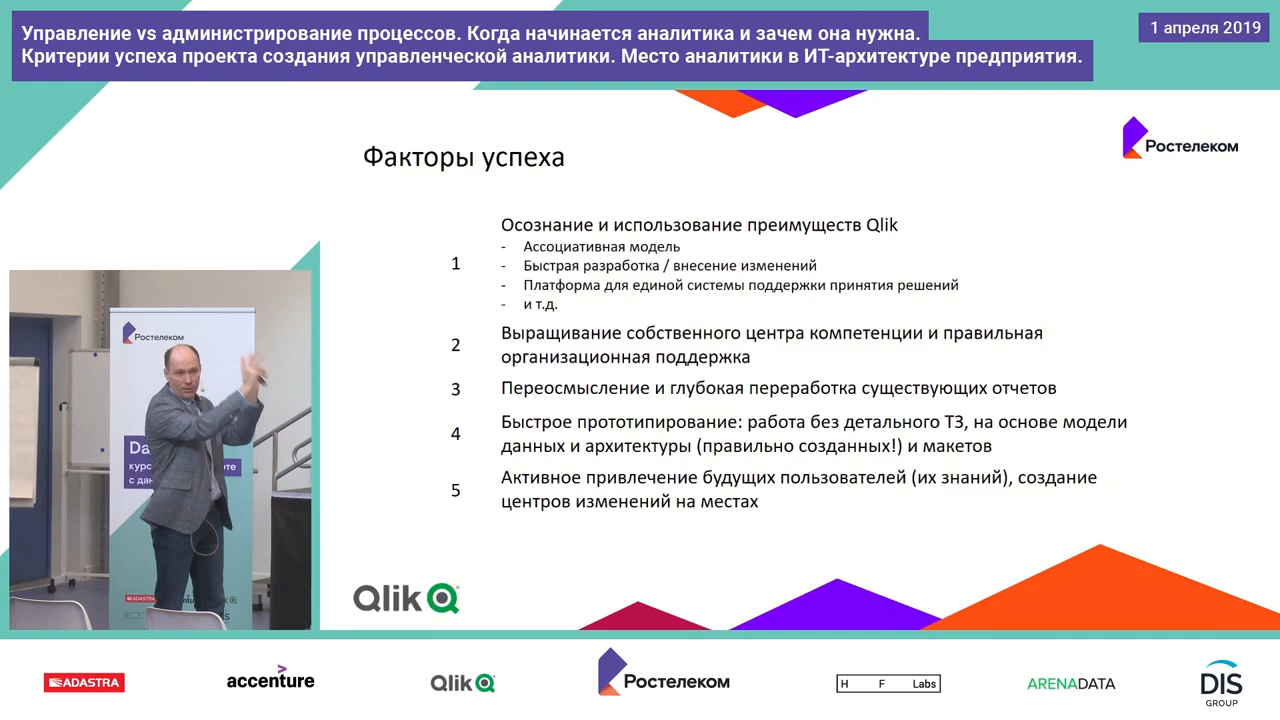 Управление vs администрирование процессов. Когда начинается аналитика и зачем она нужна.
Критерии успеха проекта создания управленческой аналитики. Место аналитики в ИТ-архитектуре предприятия.
1 апреля 2019
Ростелеком
Факторы успеха
1
Осознание и использование преимуществ Qlik
- Ассоциативная модель
- Быстрая разработка / внесение изменений
- Платформа для единой системы поддержки принятия решений
- и т.д.
2
Выращивание собственного центра компетенции и правильная
организационная поддержка
3
Переосмысление и глубокая переработка существующих отчетов
4
Быстрое прототипирование: работа без детального ТЗ, на основе модели
данных и архитектуры (правильно созданных!) и макетов
5
Активное привлечение будущих пользователей (их знаний), создание
центров изменений на местах
Qlik
Ростелеком
Da
курс
с дан
ADASTRA
ADASTRA
accenture
Qlik
Ростелеком
H F Labs
ARENADATA
DIS
GROUP